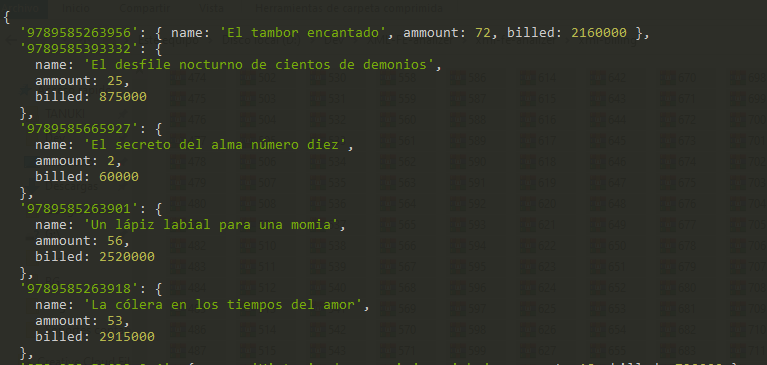 {
'9789585263956': { name: 'El tambor encantado', ammount: 72, billed: 2160000 },
'9789585393332': {
name: 'El desfile nocturno de cientos de demonios',
ammount: 25,
billed: 875000
},
'9789585665927': {
name: 'El secreto del alma número diez',
ammount: 2,
billed: 60000
},
'9789585263901': {
name: 'Un lápiz labial para una momia',
ammount: 56,
billed: 2520000
},
'9789585263918': {
name: 'La cólera en los tiempos del amor',
ammount: 53,
billed: 2915000
},